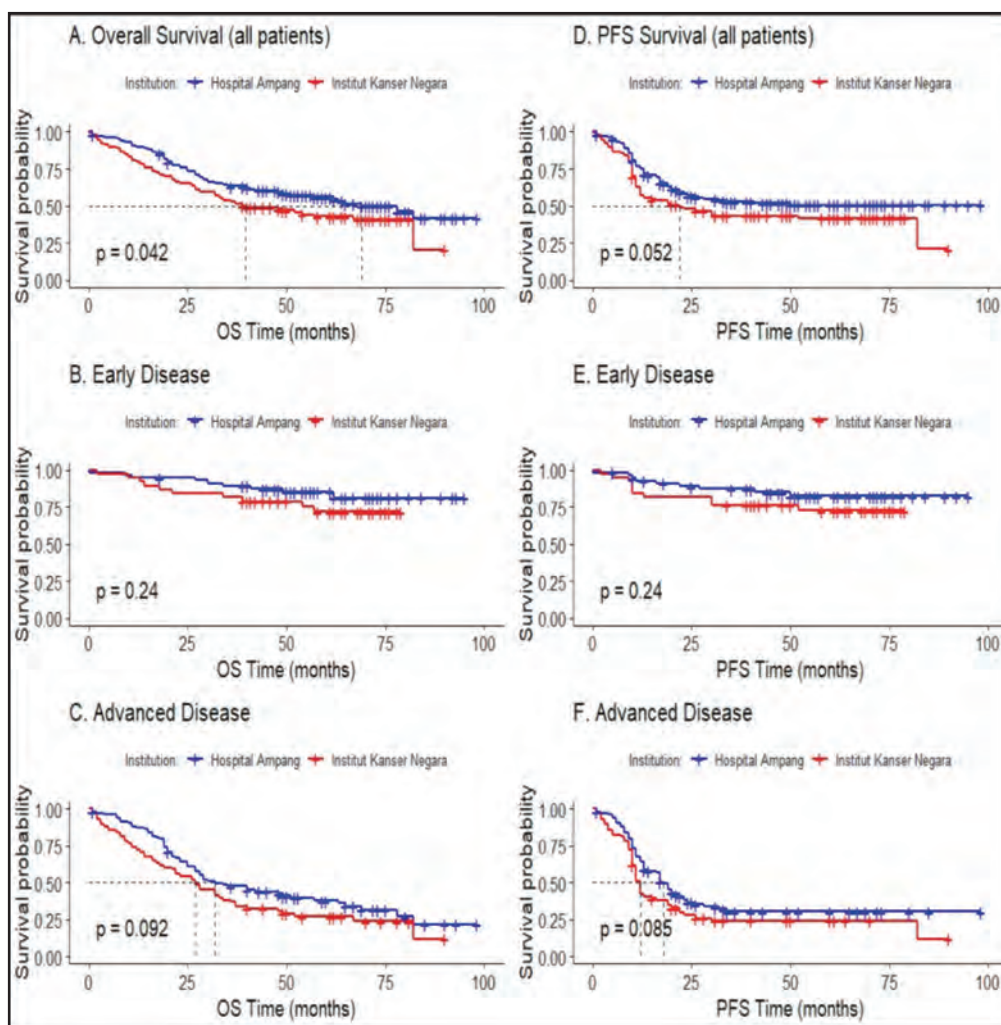 A. Overall Survival (all patients)
Institution: Hospital Ampang Institut Kanser Negara
Survival probability
1.00
0.75
0.50
0.25
0.00
p = 0.042
0 25 50 75 100
OS Time (months)
D. PFS Survival (all patients)
Institution: Hospital Ampang Institut Kanser Negara
Survival probability
1.00
0.75
0.50
0.25
0.00
p = 0.052
0 25 50 75 100
PFS Time (months)
B. Early Disease
Institution: Hospital Ampang Institut Kanser Negara
Survival probability
1.00
0.75
0.50
0.25
0.00
p = 0.24
0 25 50 75 100
OS Time (months)
E. Early Disease
Institution: Hospital Ampang Institut Kanser Negara
Survival probability
1.00
0.75
0.50
0.25
0.00
p = 0.24
0 25 50 75 100
PFS Time (months)
C. Advanced Disease
Institution: Hospital Ampang Institut Kanser Negara
Survival probability
1.00
0.75
0.50
0.25
0.00
p = 0.092
0 25 50 75 100
OS Time (months)
F. Advanced Disease
Institution: Hospital Ampang Institut Kanser Negara
Survival probability
1.00
0.75
0.50
0.25
0.00
p = 0.085
0 25 50 75 100
PFS Time (months)